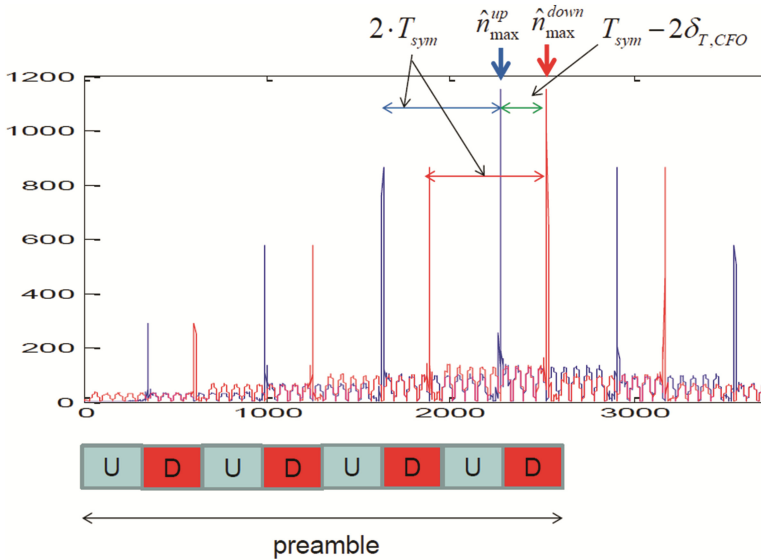 2 · T_sym n̂_max^up n̂_max^down T_sym − 2δ_T,CFO
1200
1000
800
600
400
200
0
0 1000 2000 3000
U D U D U D U D
preamble